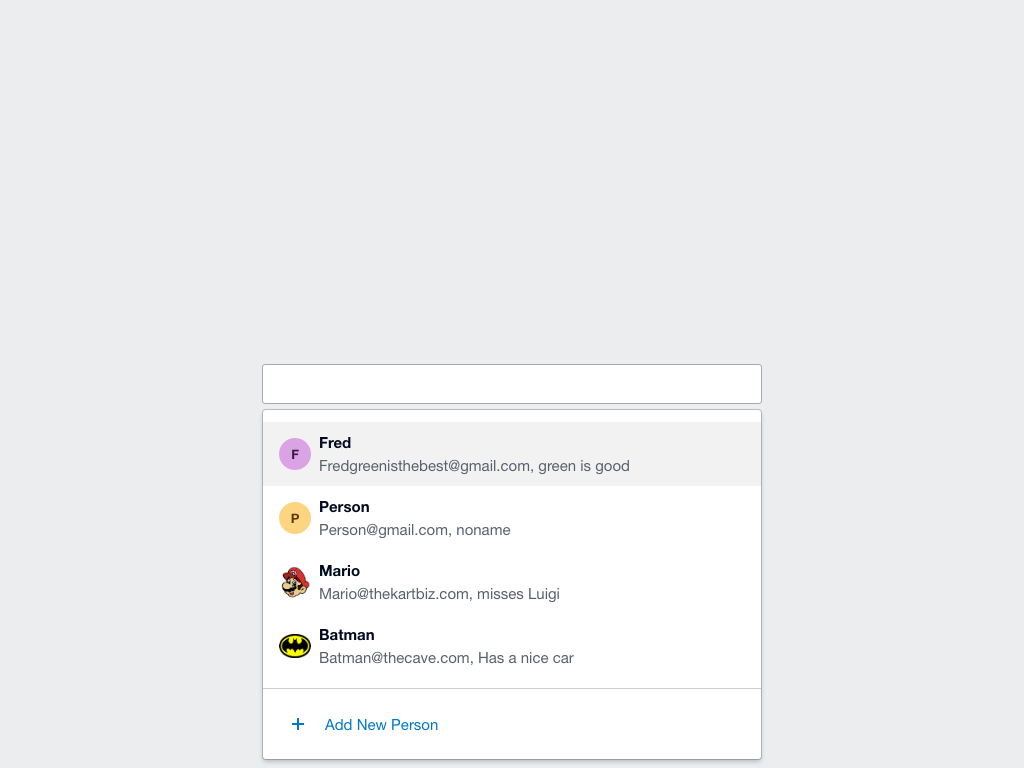 F
Fred
Fredgreenisthebest@gmail.com, green is good
P
Person
Person@gmail.com, noname
Mario
Mario@thekartbiz.com, misses Luigi
Batman
Batman@thecave.com, Has a nice car
+ Add New Person